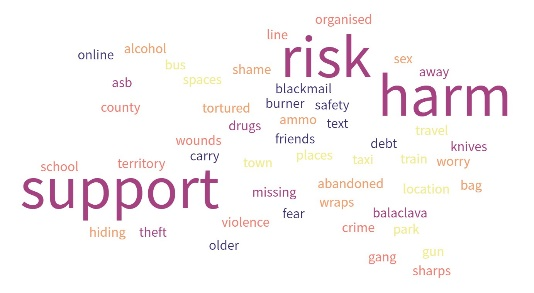 organised
line
risk
online
alcohol
bus
shame
sex
away
asb
spaces
blackmail
harm
county
tortured
burner
safety
ammo
text
drugs
travel
wounds
friends
debt
knives
carry
town
places
taxi
train
worry
school
territory
support
missing
abandoned
location
bag
wraps
fear
balaclava
hiding
theft
violence
crime
park
older
gang
gun
sharps